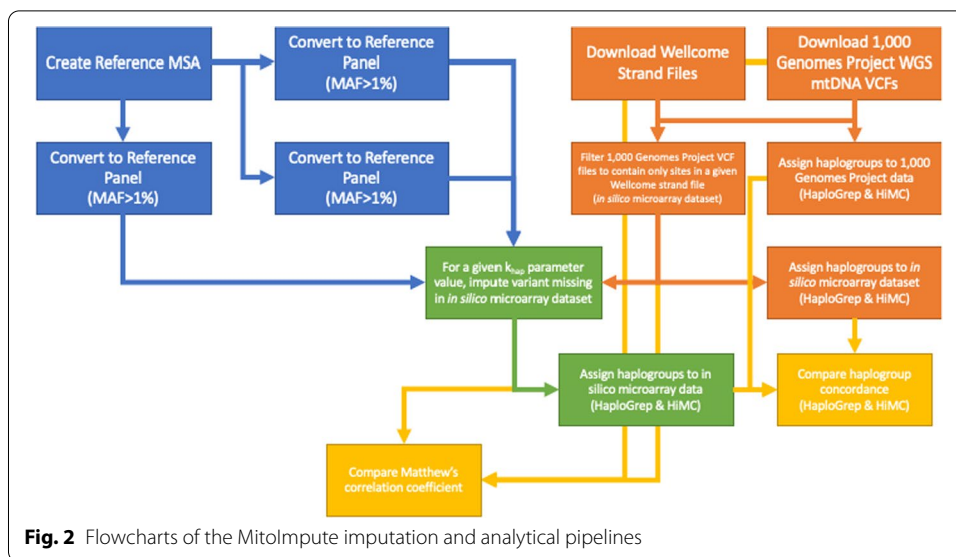 Create Reference MSA
Convert to Reference
Panel
(MAF>1%)
Download Wellcome
Strand Files
Download 1,000
Genomes Project WGS
mtDNA VCFs
Convert to Reference
Panel
(MAF>1%)
Convert to Reference
Panel
(MAF>1%)
Filter 1,000 Genomes Project VCF
files to contain only sites in a given
Wellcome strand file
(in silico microarray dataset)
Assign haplogroups to 1,000
Genomes Project data
(HaploGrep & HiMC)
For a given khap parameter
value, impute variant missing
in in silico microarray dataset
Assign haplogroups to in
silico microarray dataset
(HaploGrep & HiMC)
Assign haplogroups to in
silico microarray data
(HaploGrep & HiMC)
Compare haplogroup
concordance
(HaploGrep & HiMC)
Compare Matthew's
correlation coefficient
Fig. 2 Flowcharts of the MitoImpute imputation and analytical pipelines